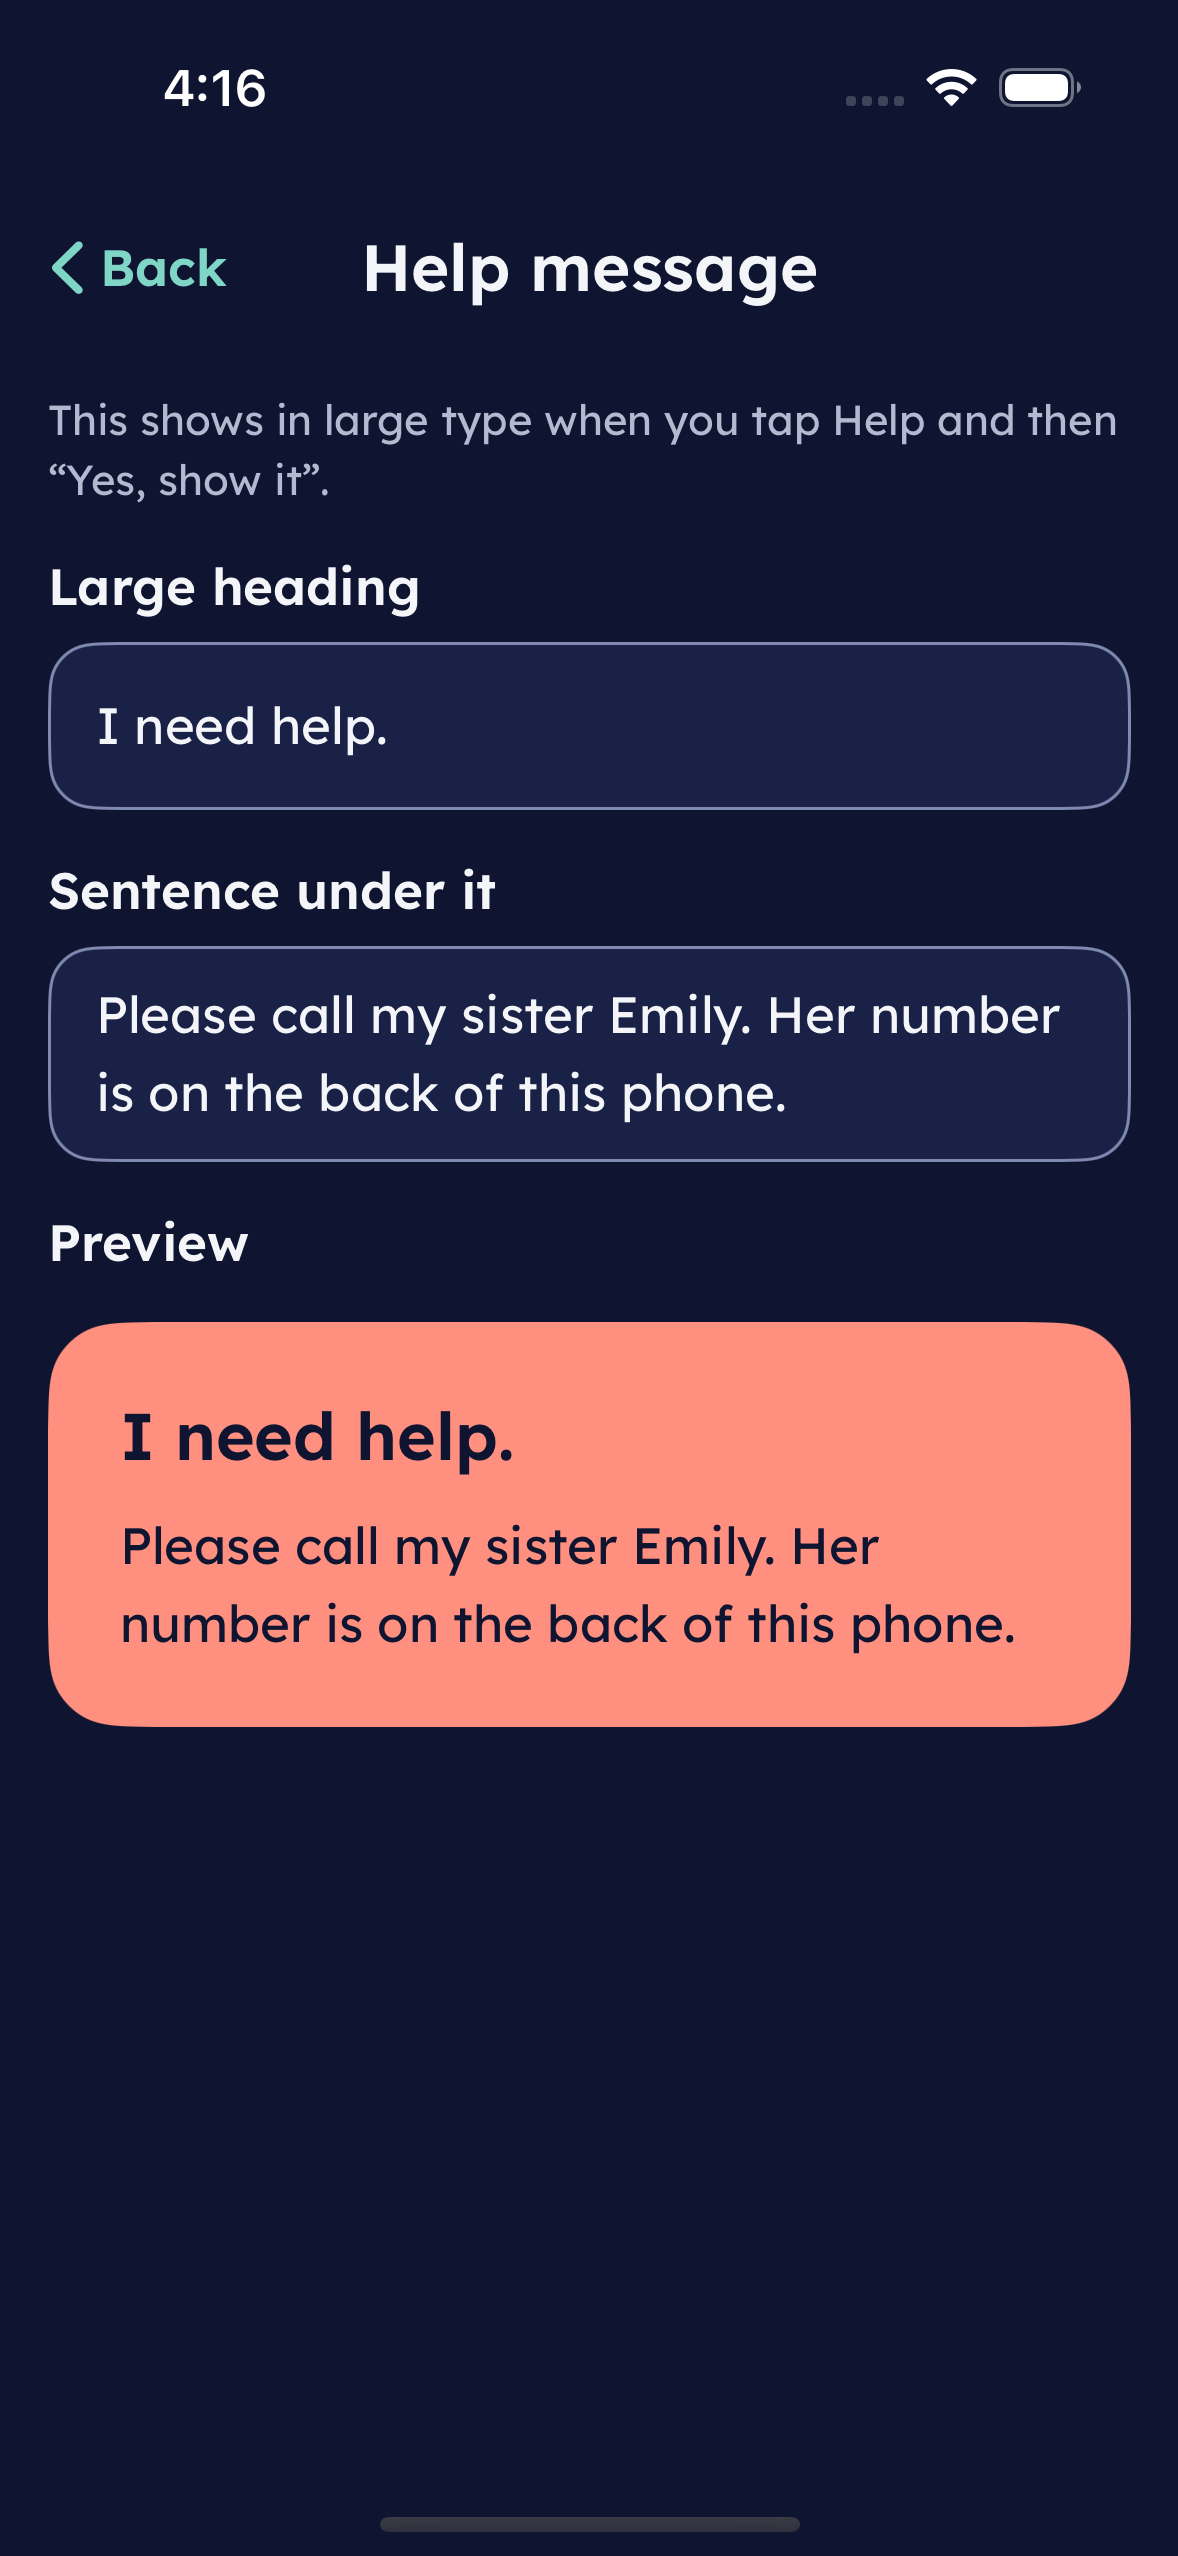 4:16
Back
Help message
This shows in large type when you tap Help and then
“Yes, show it”.
Large heading
I need help.
Sentence under it
Please call my sister Emily. Her number
is on the back of this phone.
Preview
I need help.
Please call my sister Emily. Her
number is on the back of this phone.